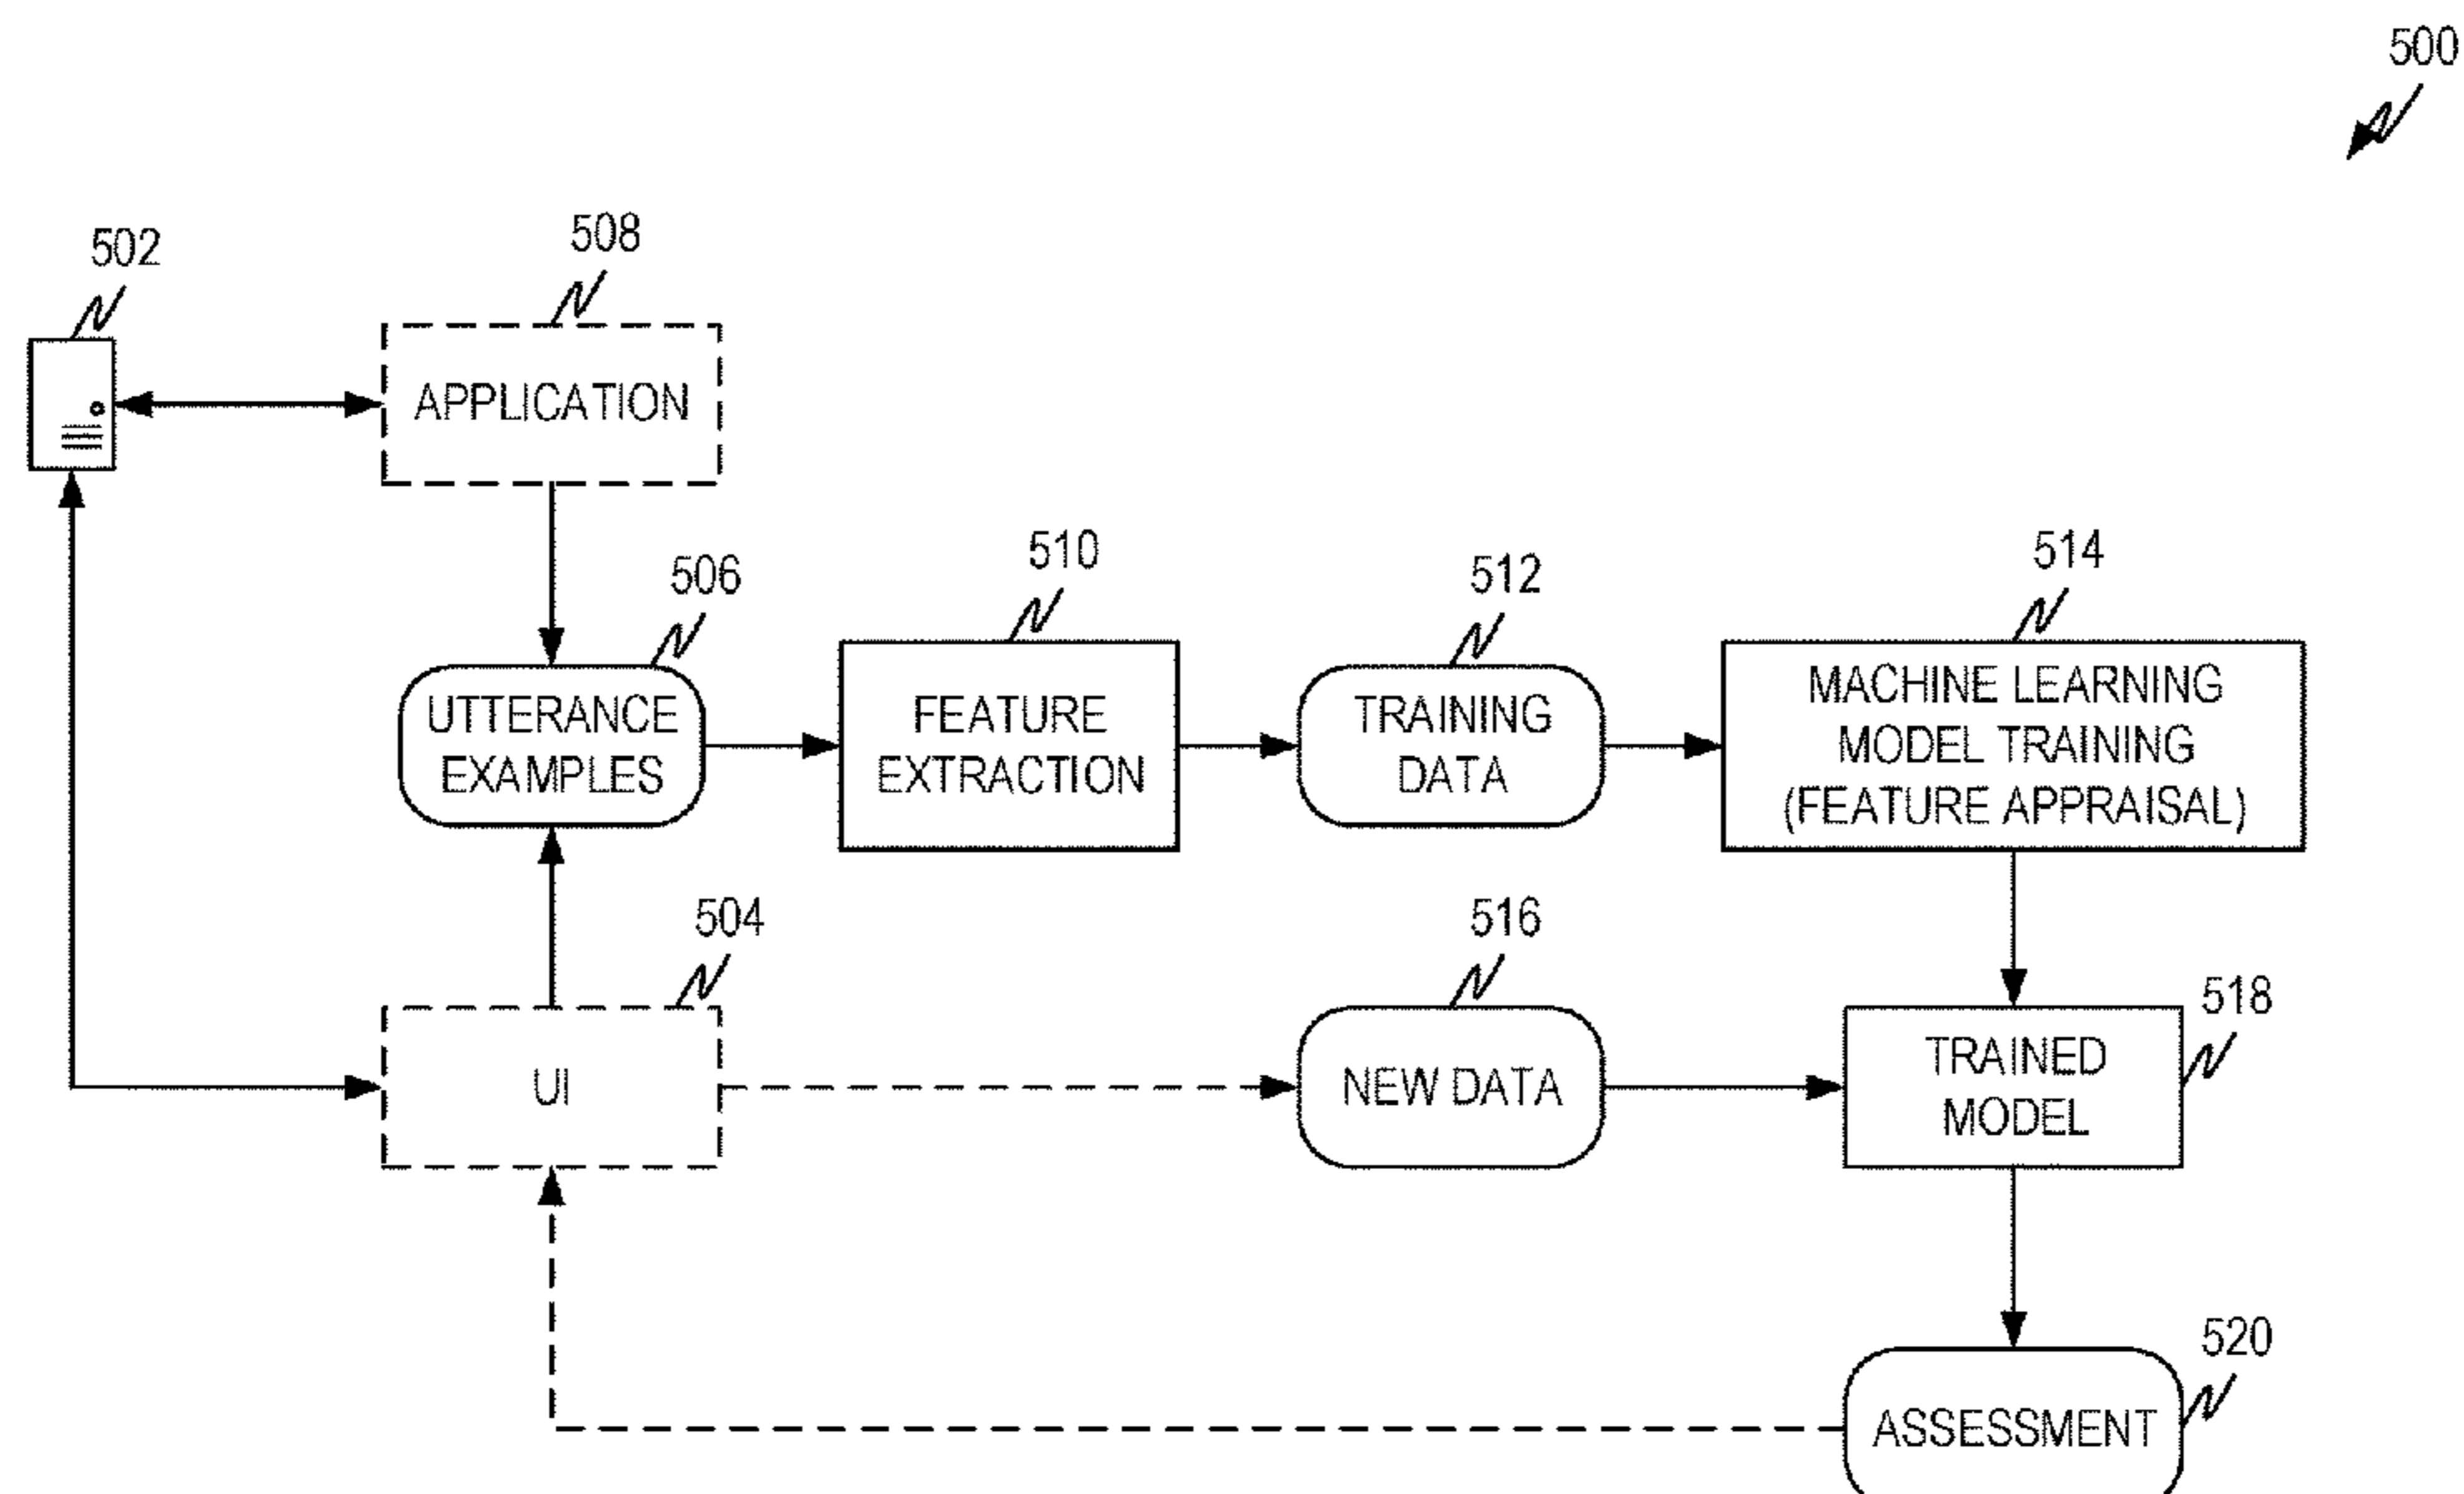 500
502
508
APPLICATION
506
510
512
514
UTTERANCE
EXAMPLES
FEATURE
EXTRACTION
TRAINING
DATA
MACHINE LEARNING
MODEL TRAINING
(FEATURE APPRAISAL)
504
516
518
UI
NEW DATA
TRAINED
MODEL
520
ASSESSMENT